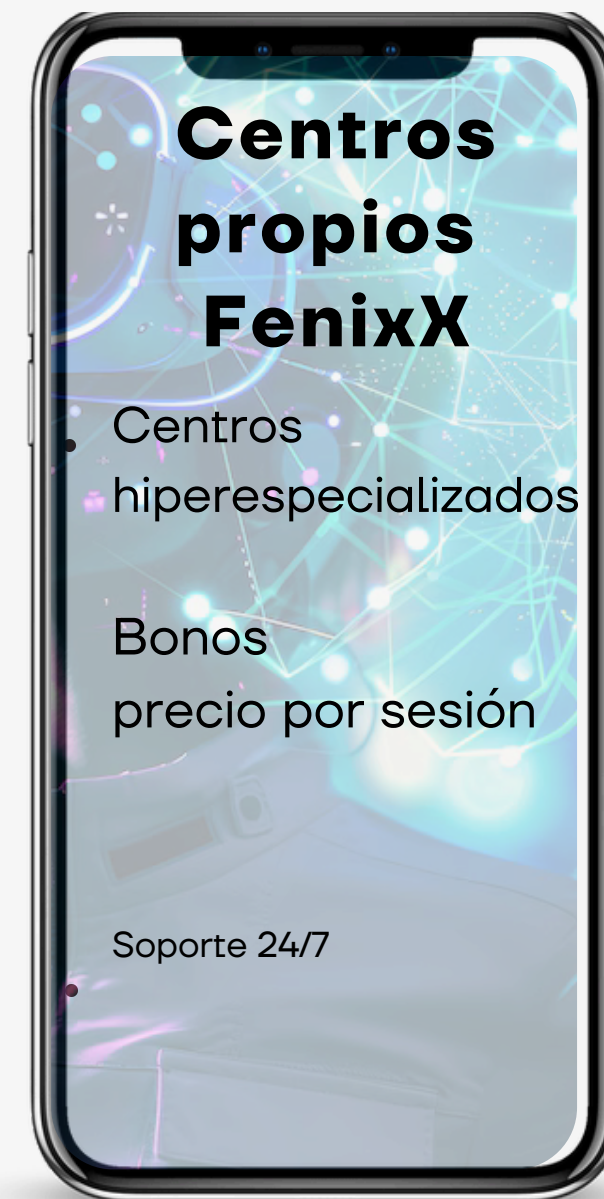 Centros
propios
FenixX
Centros
hiperespecializados
Bonos
precio por sesión
Soporte 24/7